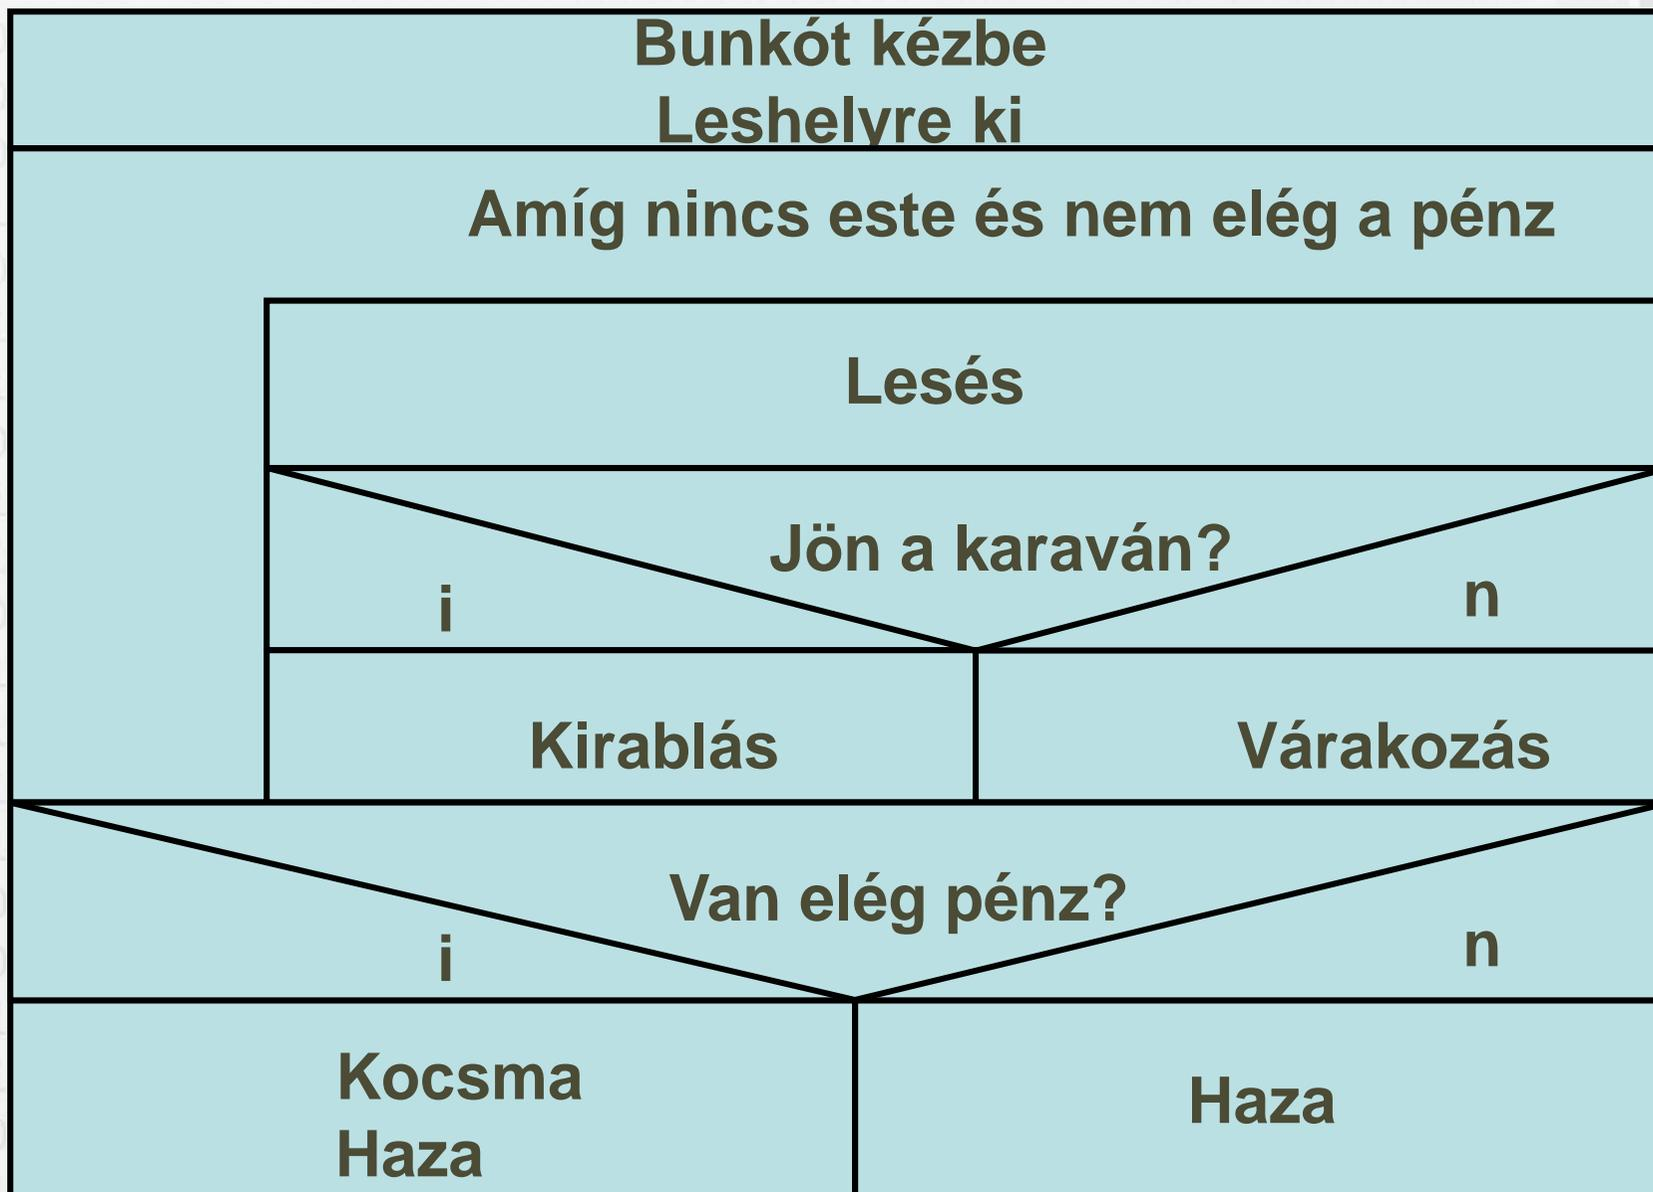 Bunkót kézbe
Leshelyre ki
Amíg nincs este és nem elég a pénz
Lesés
Jön a karaván?
i
n
Kirablás
Várakozás
Van elég pénz?
i
n
Kocsma
Haza
Haza